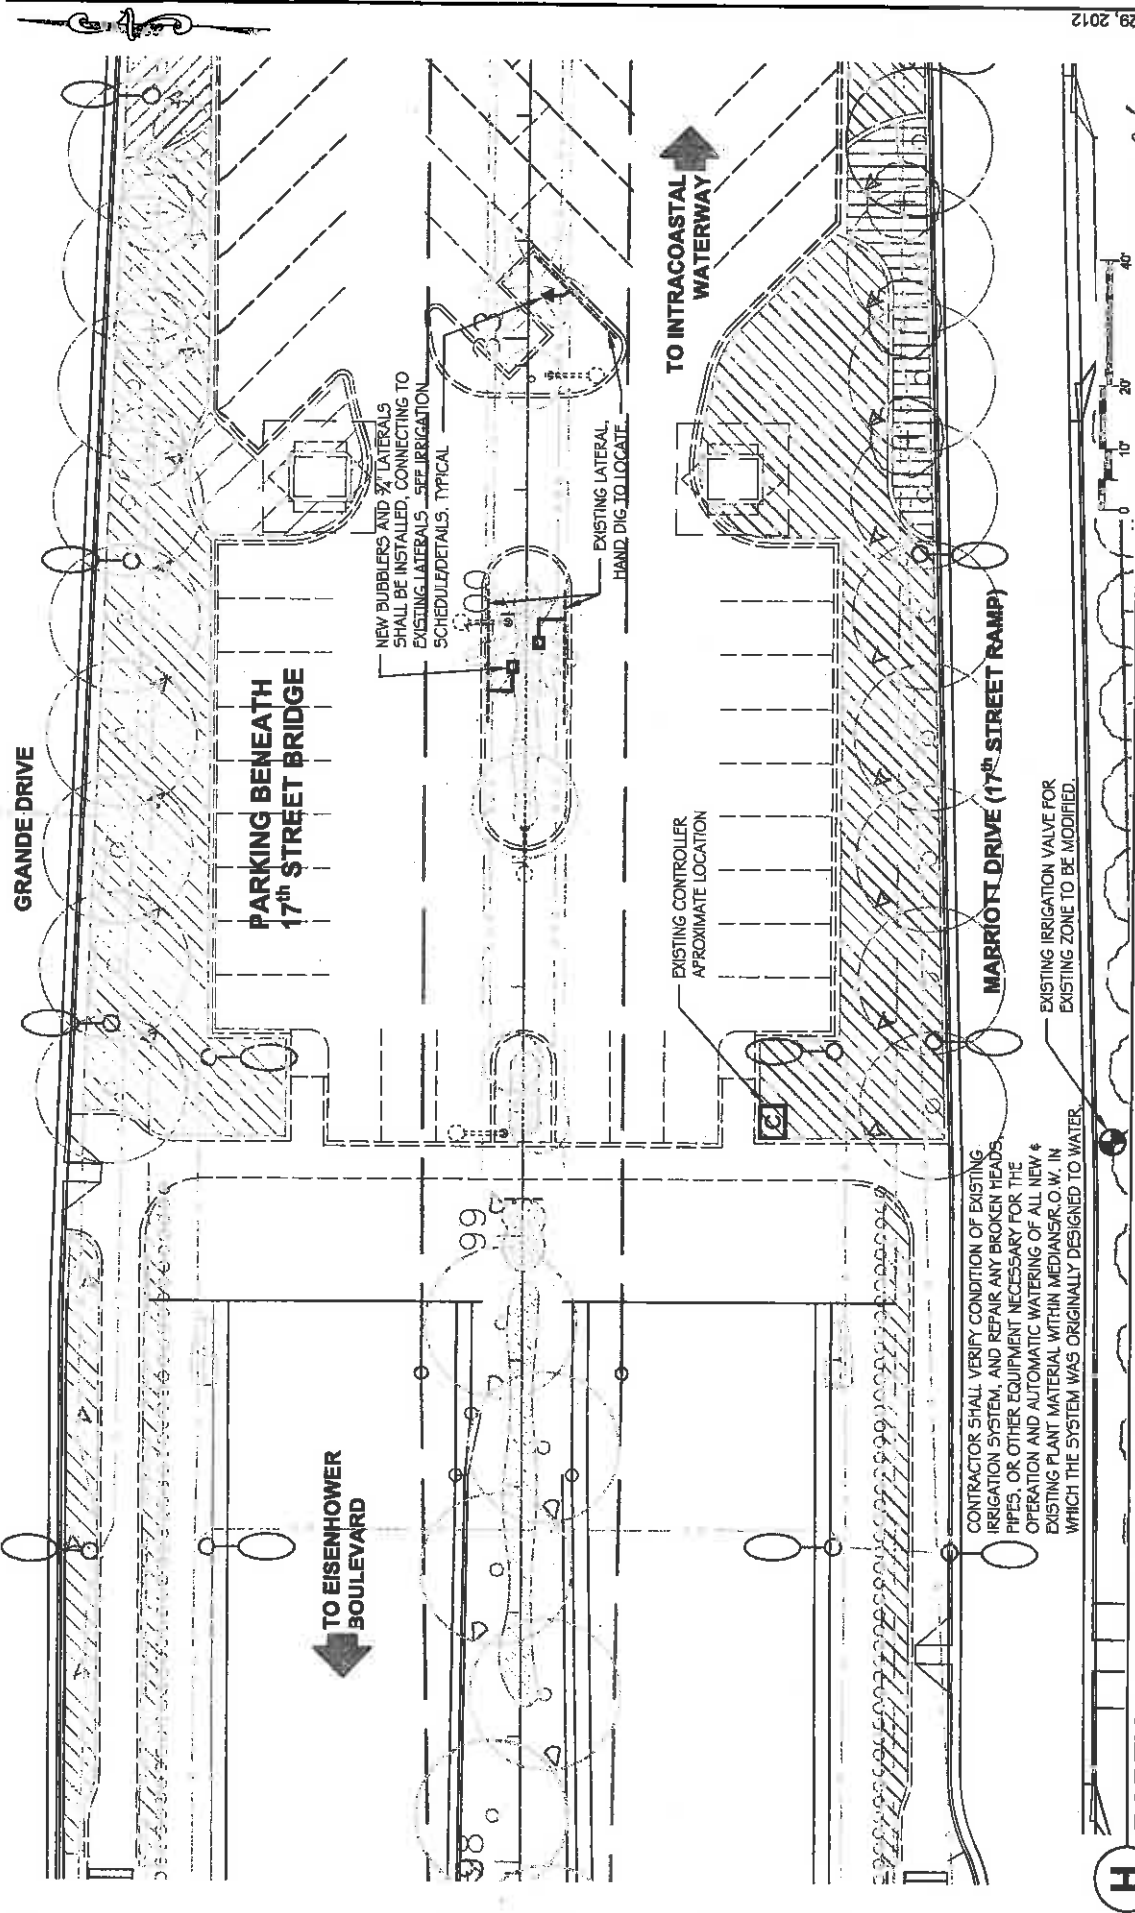 29, 2012
GRANDE DRIVE
PARKING BENEATH
17th STREET BRIDGE
NEW BUBBLERS AND ¾" LATERALS
SHALL BE INSTALLED, CONNECTING TO
EXISTING LATERALS. SEE IRRIGATION
SCHEDULE/DETAILS, TYPICAL
TO INTRACOASTAL
WATERWAY
EXISTING LATERAL,
HAND DIG TO LOCATE.
100
99
98
EXISTING CONTROLLER
APROXIMATE LOCATION
C
TO EISENHOWER
BOULEVARD
MARRIOTT DRIVE (17th STREET RAMP)
EXISTING IRRIGATION VALVE FOR
EXISTING ZONE TO BE MODIFIED.
CONTRACTOR SHALL VERIFY CONDITION OF EXISTING
IRRIGATION SYSTEM, AND REPAIR ANY BROKEN HEADS,
PIPES, OR OTHER EQUIPMENT NECESSARY FOR THE
OPERATION AND AUTOMATIC WATERING OF ALL NEW &
EXISTING PLANT MATERIAL WITHIN MEDIANS/R.O.W. IN
WHICH THE SYSTEM WAS ORIGINALLY DESIGNED TO WATER.
0 10' 20' 40'
H